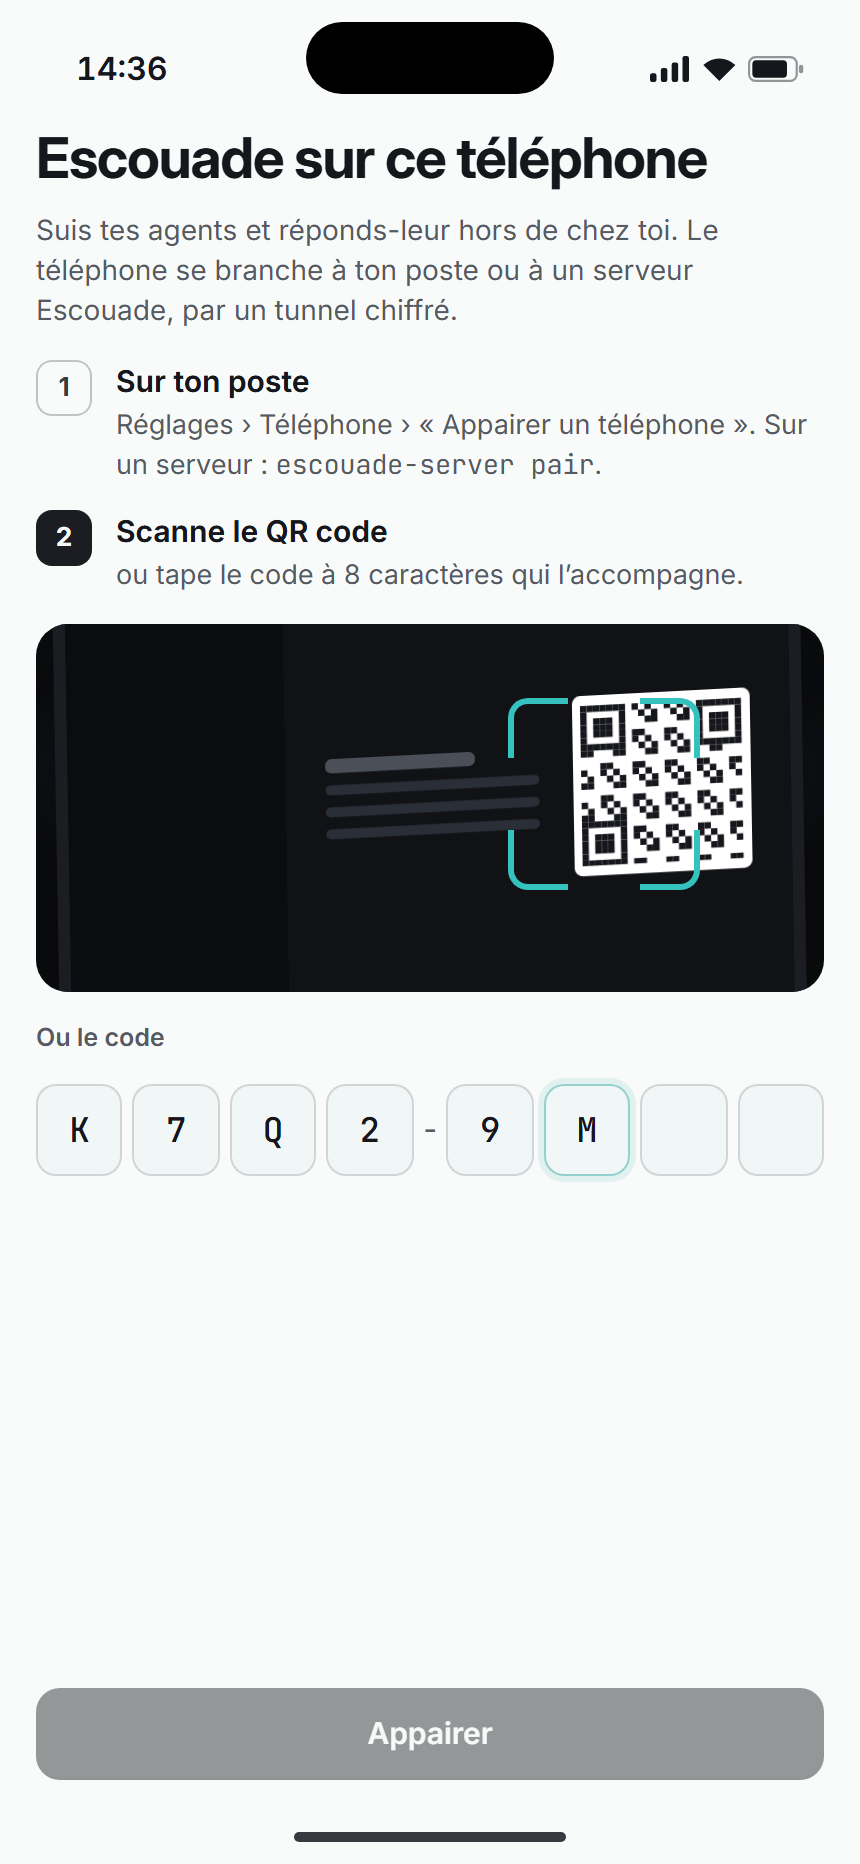 14:36
Escouade sur ce téléphone
Suis tes agents et réponds-leur hors de chez toi. Le
téléphone se branche à ton poste ou à un serveur
Escouade, par un tunnel chiffré.
1
Sur ton poste
Réglages › Téléphone › « Appairer un téléphone ». Sur
un serveur : escouade-server pair.
2
Scanne le QR code
ou tape le code à 8 caractères qui l’accompagne.
Ou le code
K 7 Q 2 - 9 M
Appairer